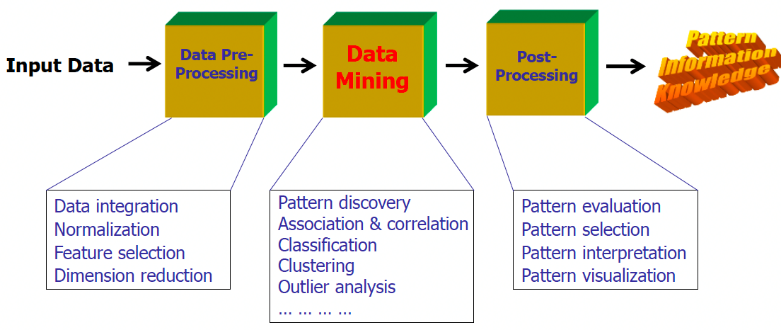 Input Data
Data Pre-
Processing
Data
Mining
Post-
Processing
Pattern
Information
Knowledge
Data integration
Normalization
Feature selection
Dimension reduction
Pattern discovery
Association & correlation
Classification
Clustering
Outlier analysis
... ... ... ...
Pattern evaluation
Pattern selection
Pattern interpretation
Pattern visualization